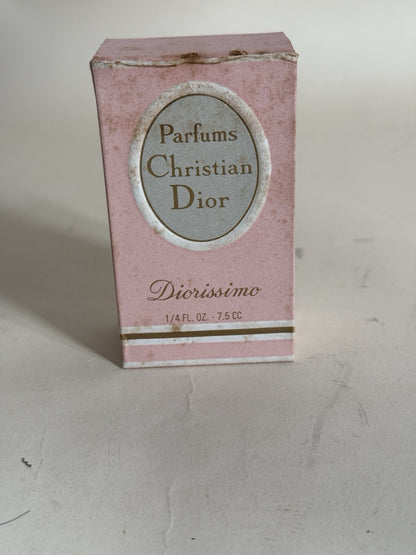 Parfums
Christian
Dior
Diorissimo
1/4 FL. OZ. - 7.5 CC